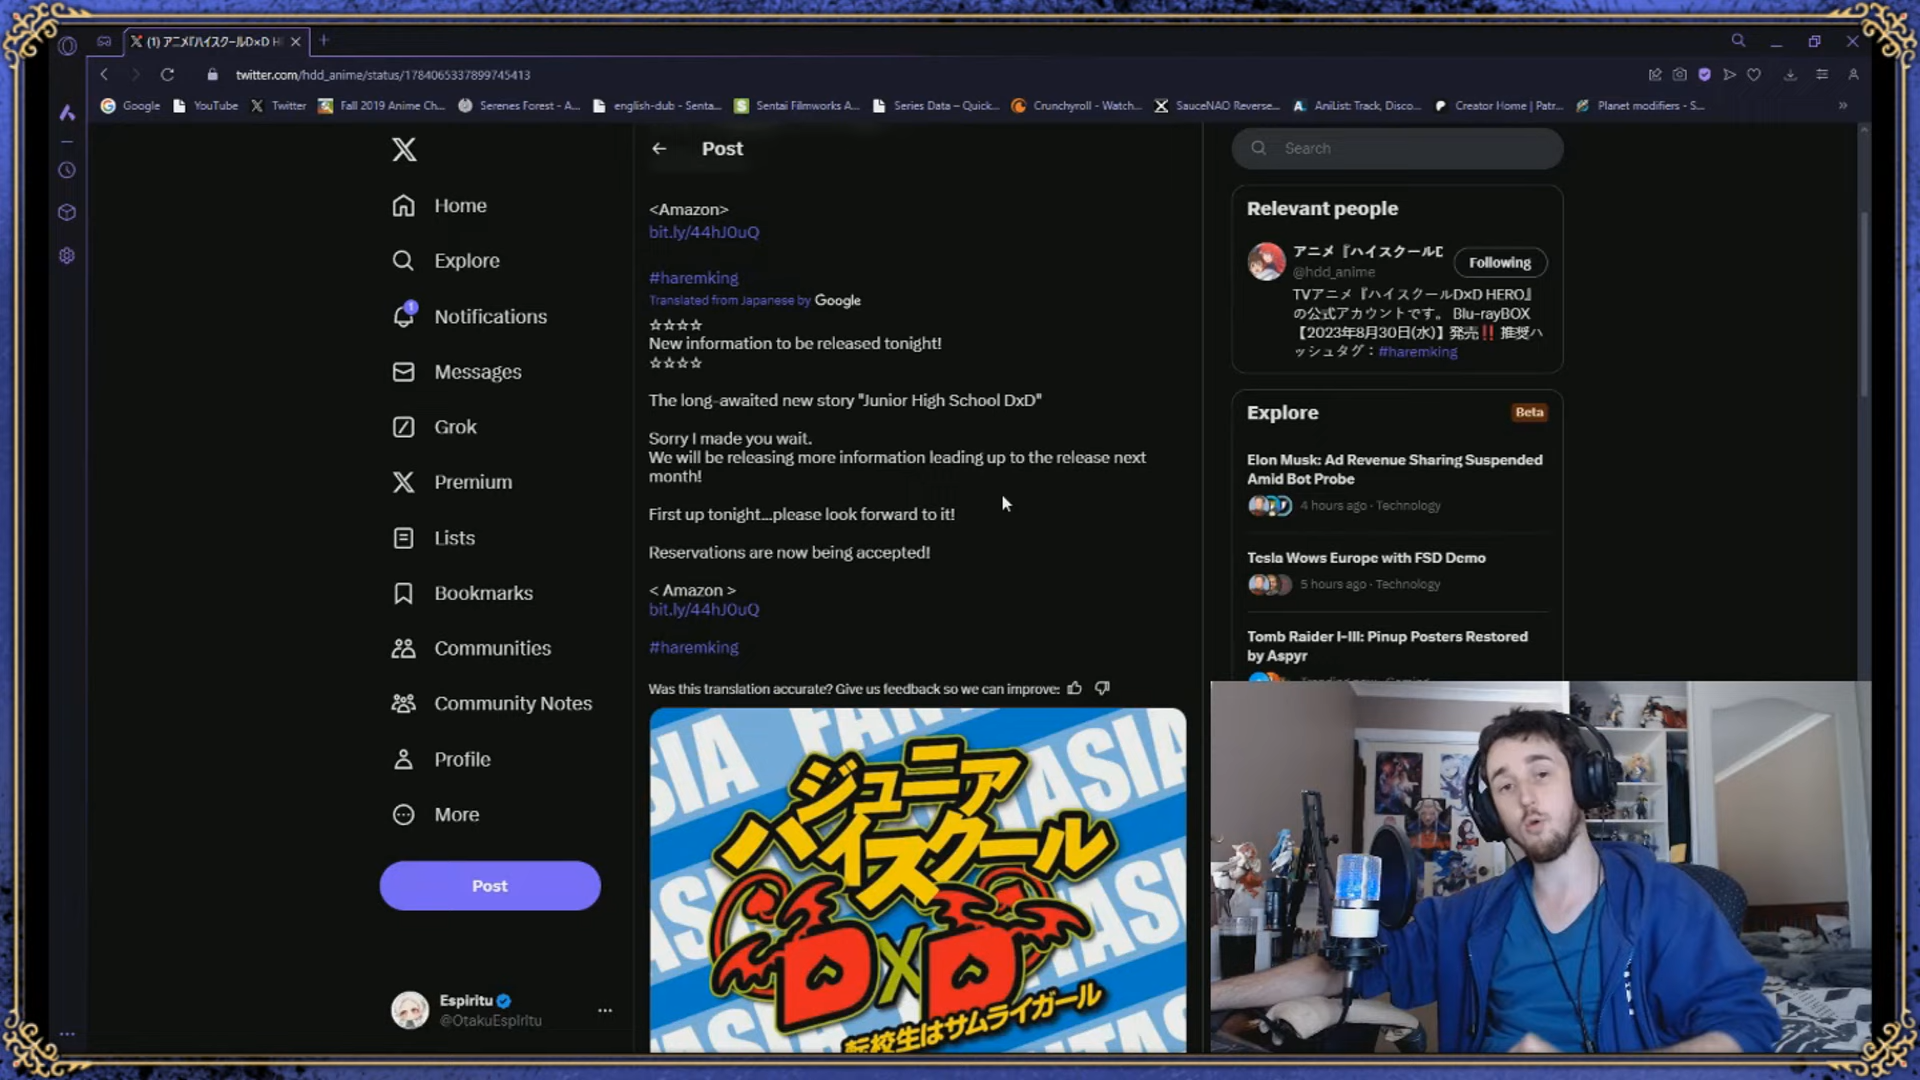 (1) アニメ『ハイスクールD×D H
twitter.com/hdd_anime/status/1784065337899745413
Google
YouTube
Twitter
Fall 2019 Anime Ch...
Serenes Forest - A...
english-dub - Senta...
Sentai Filmworks A...
Series Data – Quick...
Crunchyroll - Watch...
SauceNAO Reverse...
AniList: Track, Disco...
Creator Home | Patr...
Planet modifiers - S...
Home
Explore
1
Notifications
Messages
Grok
Premium
Lists
Bookmarks
Communities
Community Notes
Profile
More
Post
Espiritu
@OtakuEspiritu
Post
<Amazon>
bit.ly/44hJ0uQ
#haremking
Translated from Japanese by Google
☆☆☆☆
New information to be released tonight!
☆☆☆☆
The long-awaited new story "Junior High School DxD"
Sorry I made you wait.
We will be releasing more information leading up to the release next
month!
First up tonight...please look forward to it!
Reservations are now being accepted!
< Amazon >
bit.ly/44hJ0uQ
#haremking
Was this translation accurate? Give us feedback so we can improve:
FANTASIA
ジュニア
ハイスクール
D×D
転校生はサムライガール
Search
Relevant people
アニメ『ハイスクールD
@hdd_anime
Following
TVアニメ『ハイスクールD×D HERO』
の公式アカウントです。 Blu-rayBOX
【2023年8月30日(水)】発売‼️ 推奨ハ
ッシュタグ：#haremking
Explore
Beta
Elon Musk: Ad Revenue Sharing Suspended
Amid Bot Probe
4 hours ago · Technology
Tesla Wows Europe with FSD Demo
5 hours ago · Technology
Tomb Raider I-III: Pinup Posters Restored
by Aspyr